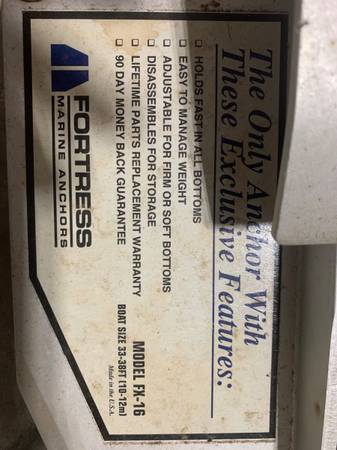 The Only Anchor With
These Exclusive Features:
☐ HOLDS FAST IN ALL BOTTOMS
☐ EASY TO MANAGE WEIGHT
☐ ADJUSTABLE FOR FIRM OR SOFT BOTTOMS
☐ DISASSEMBLES FOR STORAGE
☐ LIFETIME PARTS REPLACEMENT WARRANTY
☐ 90 DAY MONEY BACK GUARANTEE
FORTRESS
MARINE ANCHORS
MODEL FX-16
BOAT SIZE 33-38FT (10-12m)
Made in the U.S.A.